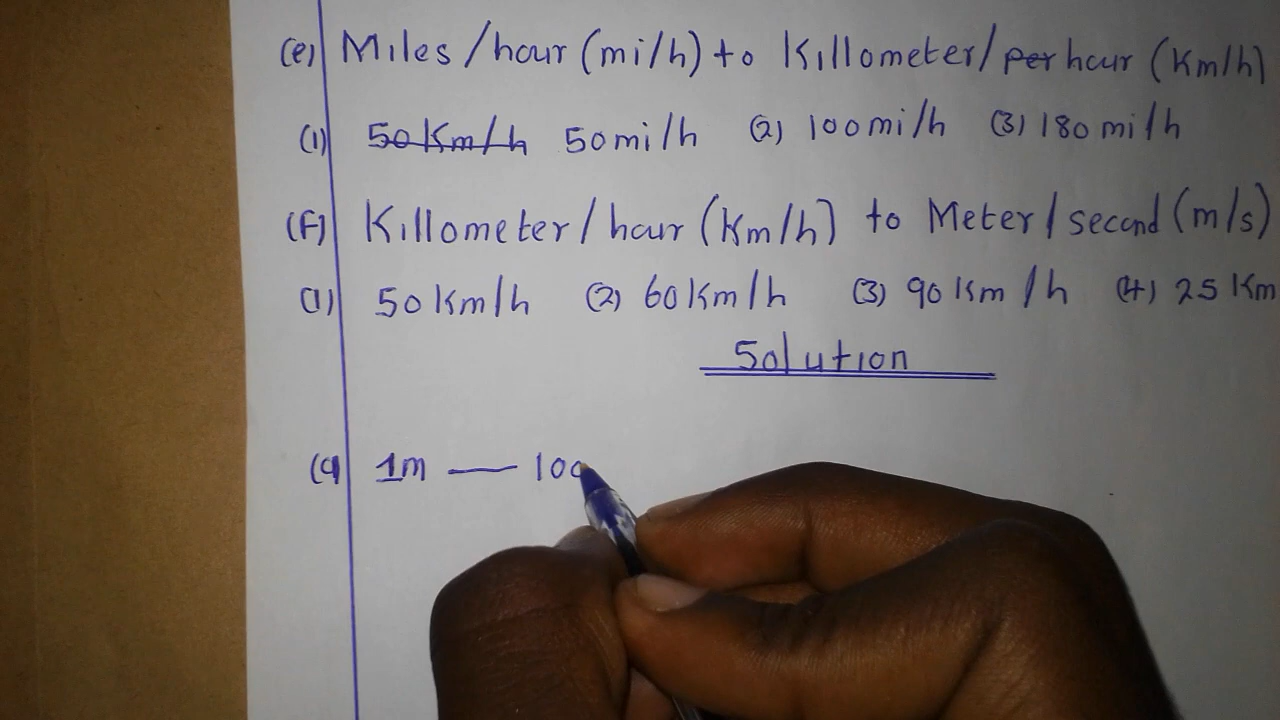 (e) Miles/hour (mi/h) to Killometer/per hour (Km/h)
(1) 50 Km/h 50 mi/h (2) 100 mi/h (3) 180 mi/h
(F) Killometer/hour (Km/h) to Meter/second (m/s)
(1) 50 Km/h (2) 60 Km/h (3) 90 Km/h (4) 25 Km
Solution
(a) 1m — 100